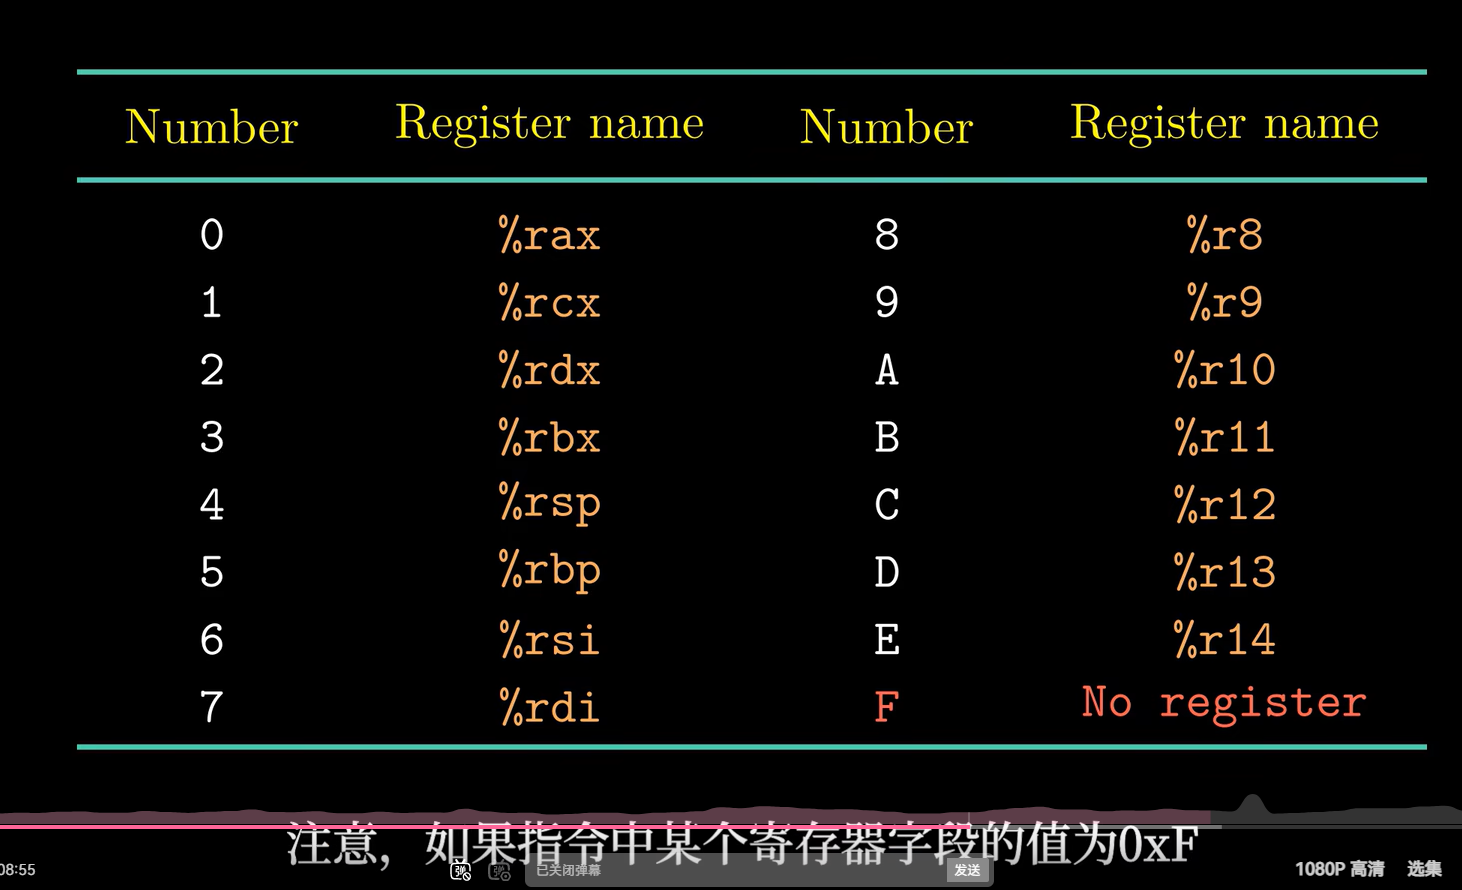 Number Register name Number Register name
0 %rax 8 %r8
1 %rcx 9 %r9
2 %rdx A %r10
3 %rbx B %r11
4 %rsp C %r12
5 %rbp D %r13
6 %rsi E %r14
7 %rdi F No register
注意，如果指令中某个寄存器字段的值为0xF
08:55 弹 弹 已关闭弹幕 发送 1080P 高清 选集